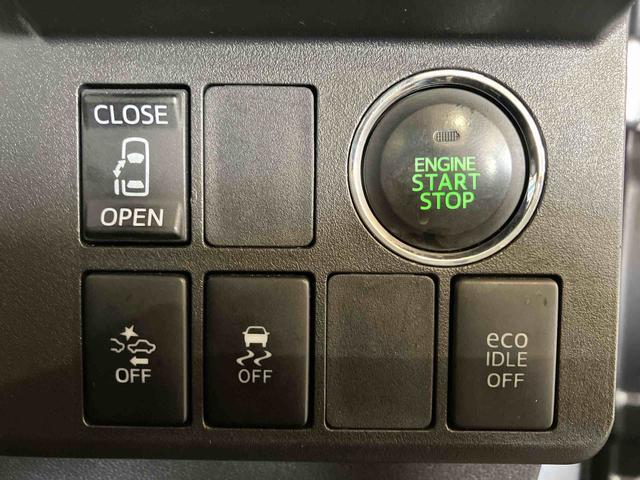 CLOSE
OPEN
ENGINE
START
STOP
OFF
OFF
eco
IDLE
OFF